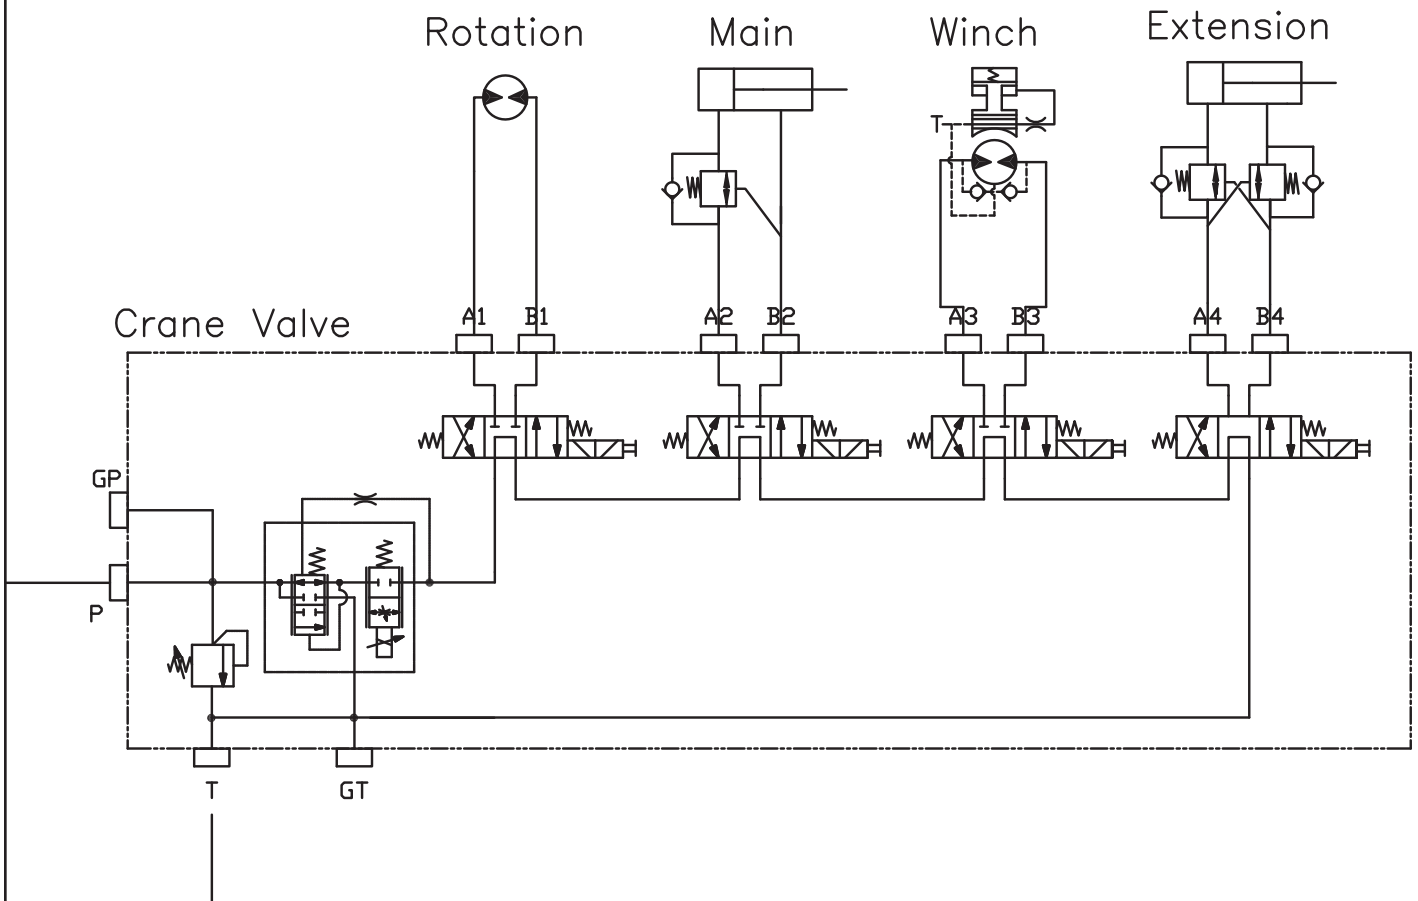 Rotation
Main
Winch
Extension
T
A1
B1
A2
B2
A3
B3
A4
B4
Crane Valve
GP
P
T
GT